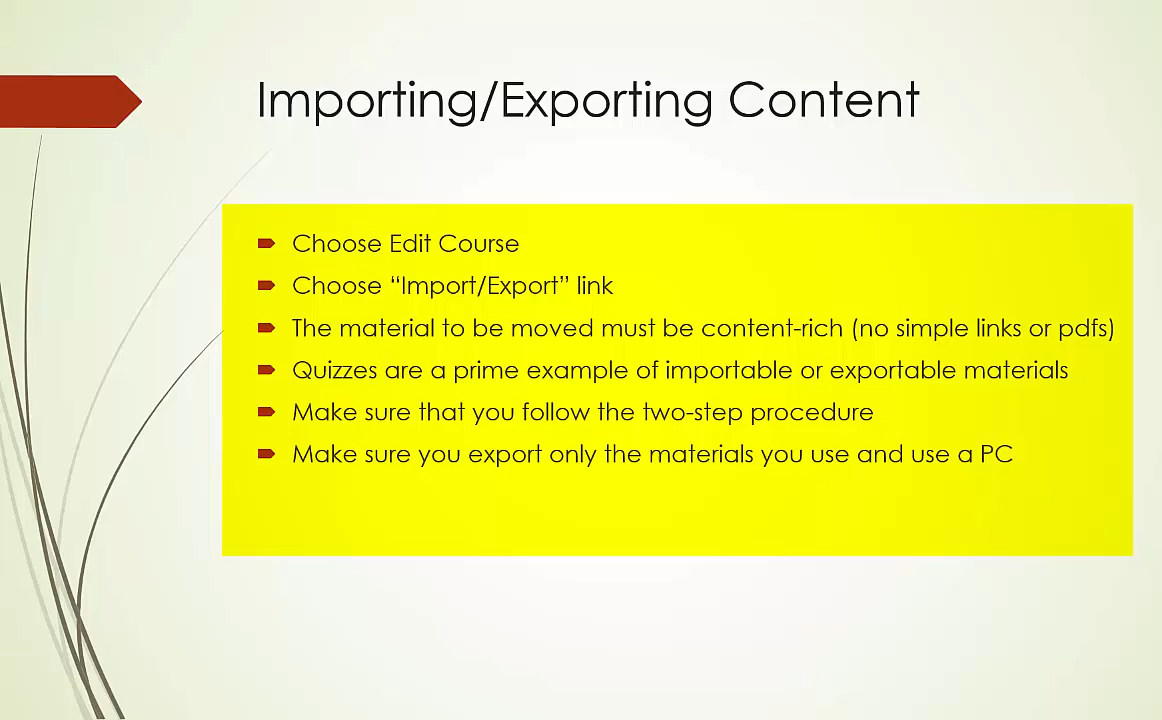 Importing/Exporting Content
Choose Edit Course
Choose “Import/Export” link
The material to be moved must be content-rich (no simple links or pdfs)
Quizzes are a prime example of importable or exportable materials
Make sure that you follow the two-step procedure
Make sure you export only the materials you use and use a PC